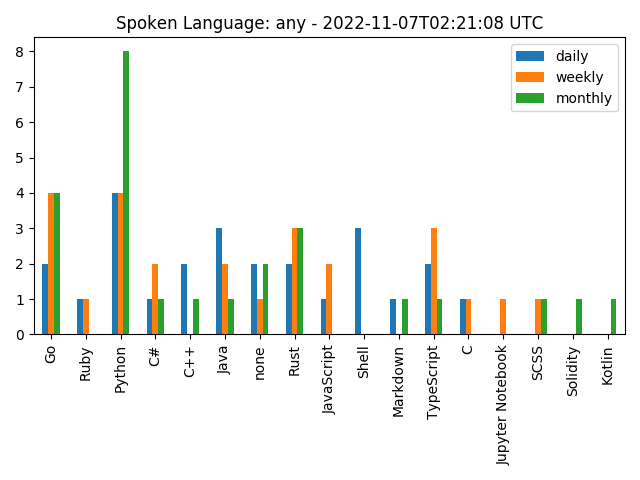 Spoken Language: any - 2022-11-07T02:21:08 UTC
daily
weekly
monthly
8
7
6
5
4
3
2
1
0
Go
Ruby
Python
C#
C++
Java
none
Rust
JavaScript
Shell
Markdown
TypeScript
C
Jupyter Notebook
SCSS
Solidity
Kotlin